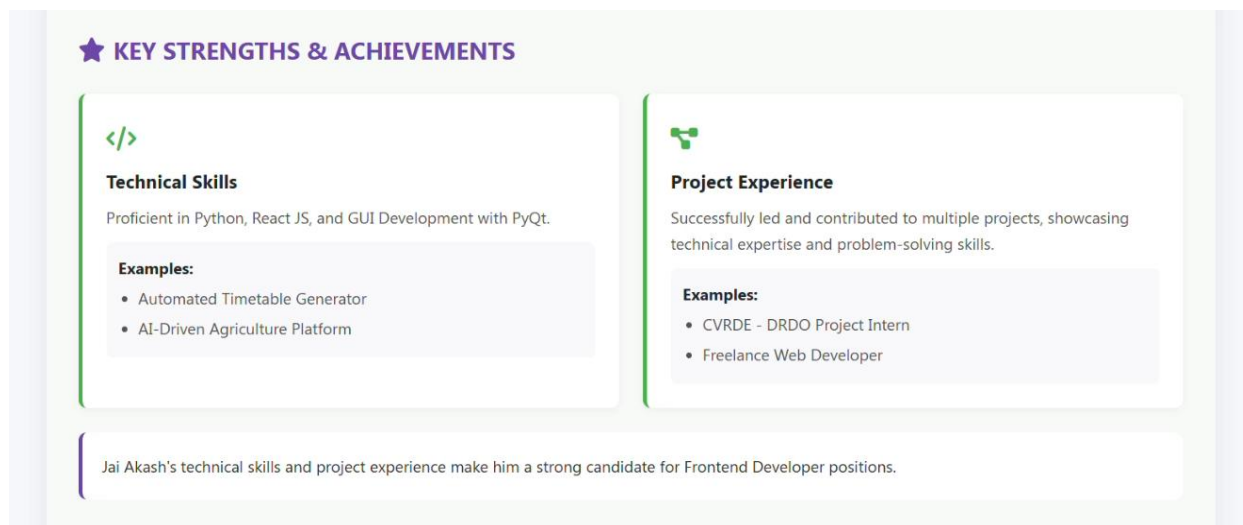 KEY STRENGTHS & ACHIEVEMENTS
Technical Skills
Proficient in Python, React JS, and GUI Development with PyQt.
Examples:
• Automated Timetable Generator
• AI-Driven Agriculture Platform
Project Experience
Successfully led and contributed to multiple projects, showcasing
technical expertise and problem-solving skills.
Examples:
• CVRDE - DRDO Project Intern
• Freelance Web Developer
Jai Akash's technical skills and project experience make him a strong candidate for Frontend Developer positions.